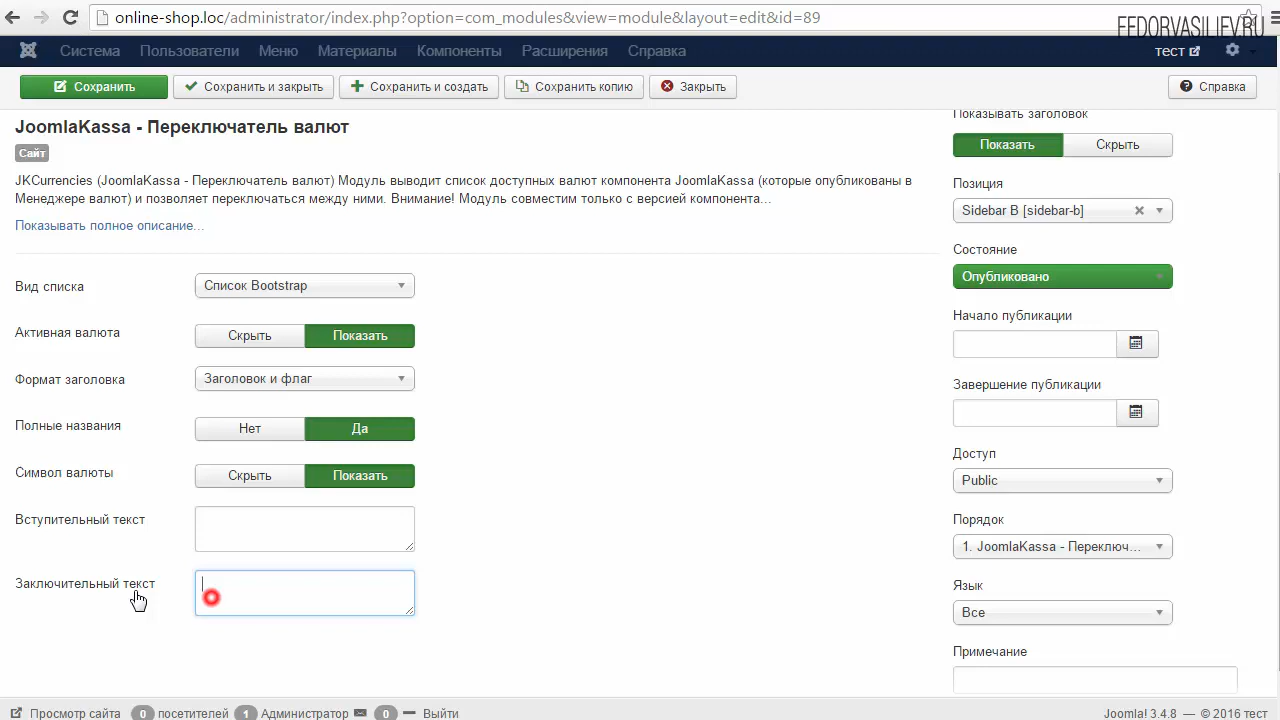 online-shop.loc/administrator/index.php?option=com_modules&view=module&layout=edit&id=89
FEDORVASILIEV.RU
Система Пользователи Меню Материалы Компоненты Расширения Справка тест
Сохранить Сохранить и закрыть Сохранить и создать Сохранить копию Закрыть Справка
JoomlaKassa - Переключатель валют
Сайт
JKCurrencies (JoomlaKassa - Переключатель валют) Модуль выводит список доступных валют компонента JoomlaKassa (которые опубликованы в
Менеджере валют) и позволяет переключаться между ними. Внимание! Модуль совместим только с версией компонента...
Показывать полное описание...
Вид списка Список Bootstrap
Активная валюта Скрыть Показать
Формат заголовка Заголовок и флаг
Полные названия Нет Да
Символ валюты Скрыть Показать
Вступительный текст
Заключительный текст
Показывать заголовок
Показать Скрыть
Позиция
Sidebar B [sidebar-b]
Состояние
Опубликовано
Начало публикации
Завершение публикации
Доступ
Public
Порядок
1. JoomlaKassa - Переключ...
Язык
Все
Примечание
Просмотр сайта 0 посетителей 1 Администратор 0 Выйти
Joomla! 3.4.8 — © 2016 тест